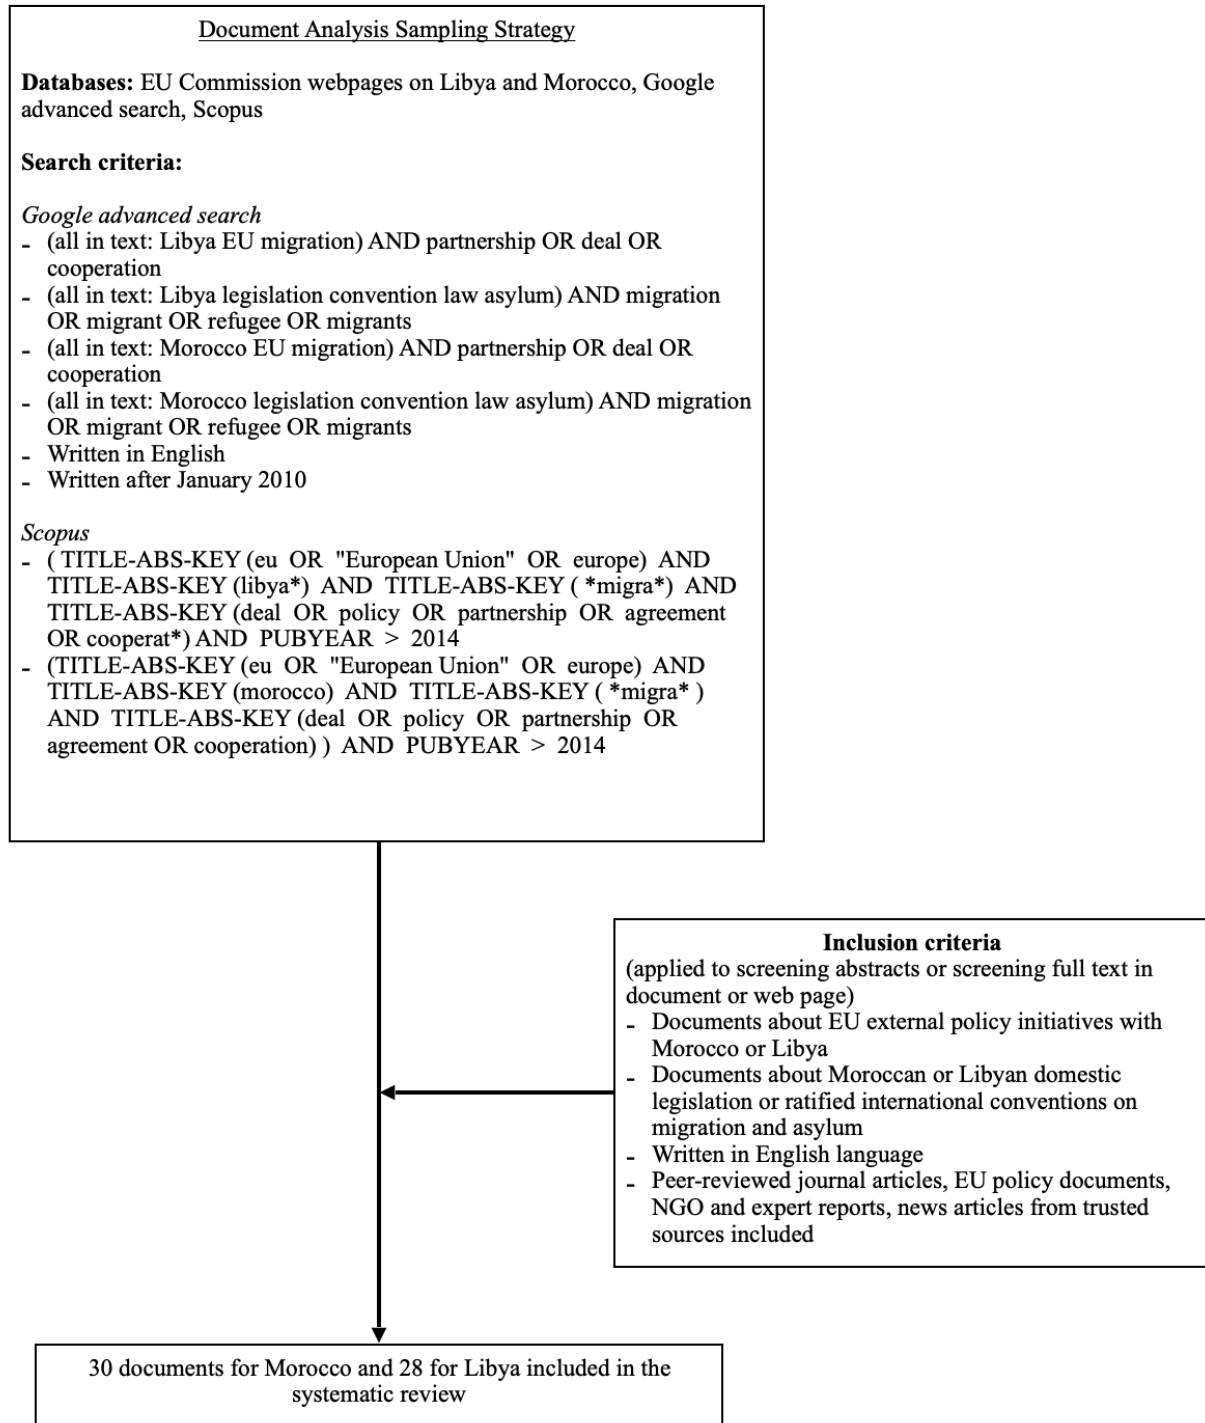 Document Analysis Sampling Strategy
Databases: EU Commission webpages on Libya and Morocco, Google
advanced search, Scopus
Search criteria:
Google advanced search
- (all in text: Libya EU migration) AND partnership OR deal OR
cooperation
- (all in text: Libya legislation convention law asylum) AND migration
OR migrant OR refugee OR migrants
- (all in text: Morocco EU migration) AND partnership OR deal OR
cooperation
- (all in text: Morocco legislation convention law asylum) AND migration
OR migrant OR refugee OR migrants
- Written in English
- Written after January 2010
Scopus
- ( TITLE-ABS-KEY (eu OR "European Union" OR europe) AND
TITLE-ABS-KEY (libya*) AND TITLE-ABS-KEY ( *migra*) AND
TITLE-ABS-KEY (deal OR policy OR partnership OR agreement
OR cooperat*) AND PUBYEAR > 2014
- (TITLE-ABS-KEY (eu OR "European Union" OR europe) AND
TITLE-ABS-KEY (morocco) AND TITLE-ABS-KEY ( *migra* )
AND TITLE-ABS-KEY (deal OR policy OR partnership OR
agreement OR cooperation) ) AND PUBYEAR > 2014
Inclusion criteria
(applied to screening abstracts or screening full text in
document or web page)
- Documents about EU external policy initiatives with
Morocco or Libya
- Documents about Moroccan or Libyan domestic
legislation or ratified international conventions on
migration and asylum
- Written in English language
- Peer-reviewed journal articles, EU policy documents,
NGO and expert reports, news articles from trusted
sources included
30 documents for Morocco and 28 for Libya included in the
systematic review